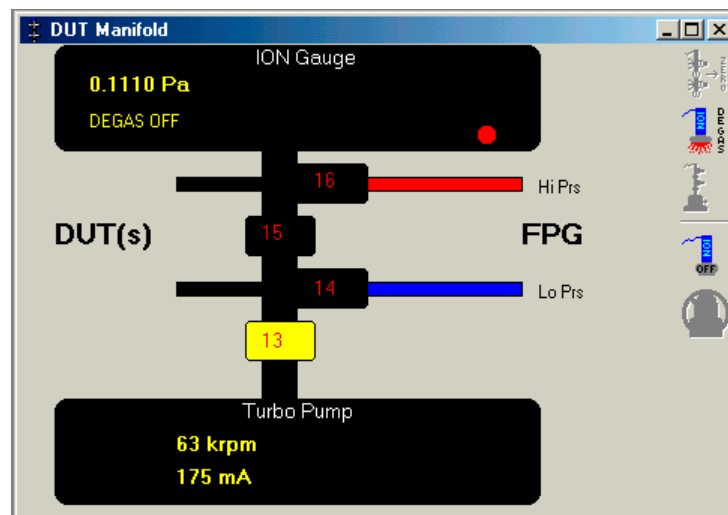 DUT Manifold
ION Gauge
0.1110 Pa
DEGAS OFF
16
Hi Prs
DUT(s)
15
FPG
14
Lo Prs
13
Turbo Pump
63 krpm
175 mA
ZERO
ION
DEGAS
ION
OFF